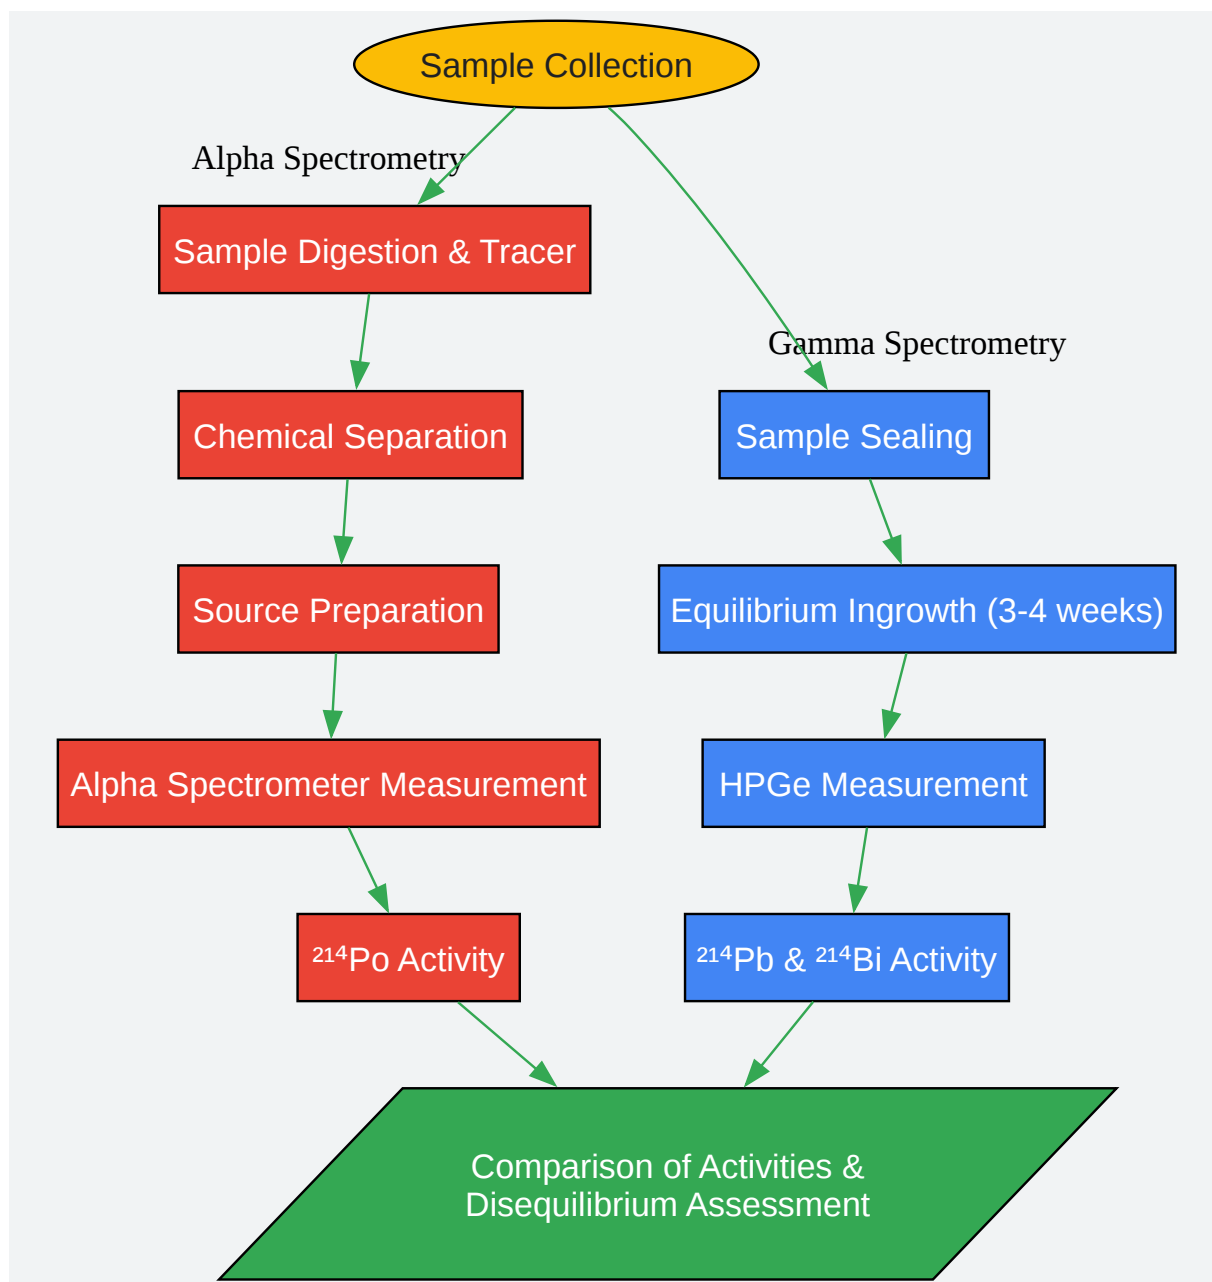 Sample Collection
Alpha Spectrometry
Sample Digestion & Tracer
Gamma Spectrometry
Chemical Separation
Sample Sealing
Source Preparation
Equilibrium Ingrowth (3-4 weeks)
Alpha Spectrometer Measurement
HPGe Measurement
²¹⁴Po Activity
²¹⁴Pb & ²¹⁴Bi Activity
Comparison of Activities &
Disequilibrium Assessment